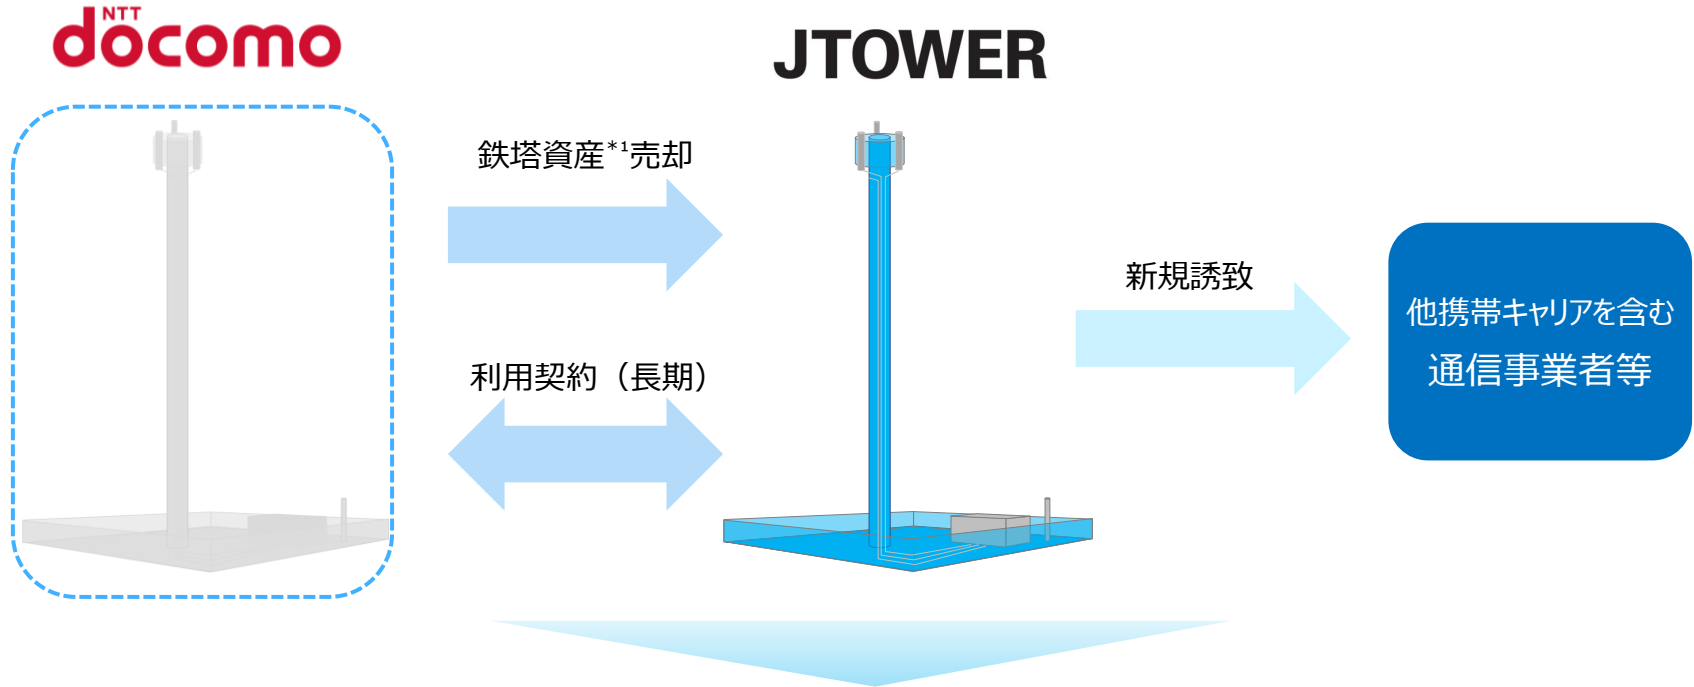 NTT
docomo
JTOWER
鉄塔資産*1売却
利用契約（長期）
新規誘致
他携帯キャリアを含む
通信事業者等